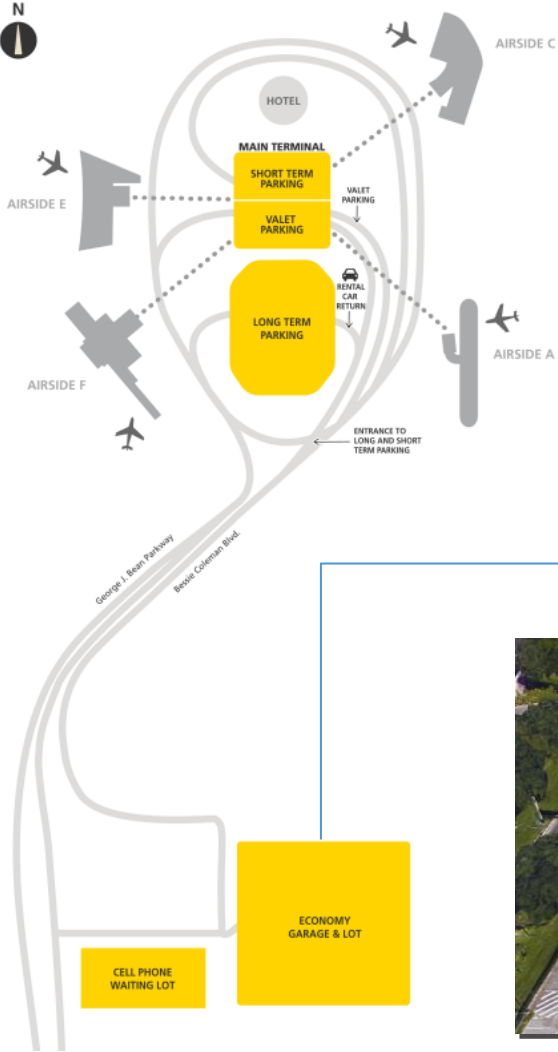 N
AIRSIDE C
HOTEL
MAIN TERMINAL
SHORT TERM
PARKING
VALET
PARKING
AIRSIDE E
VALET
PARKING
RENTAL
CAR
RETURN
LONG TERM
PARKING
AIRSIDE A
AIRSIDE F
ENTRANCE TO
LONG AND SHORT
TERM PARKING
George J. Bean Parkway
Bessie Coleman Blvd.
ECONOMY
GARAGE & LOT
CELL PHONE
WAITING LOT